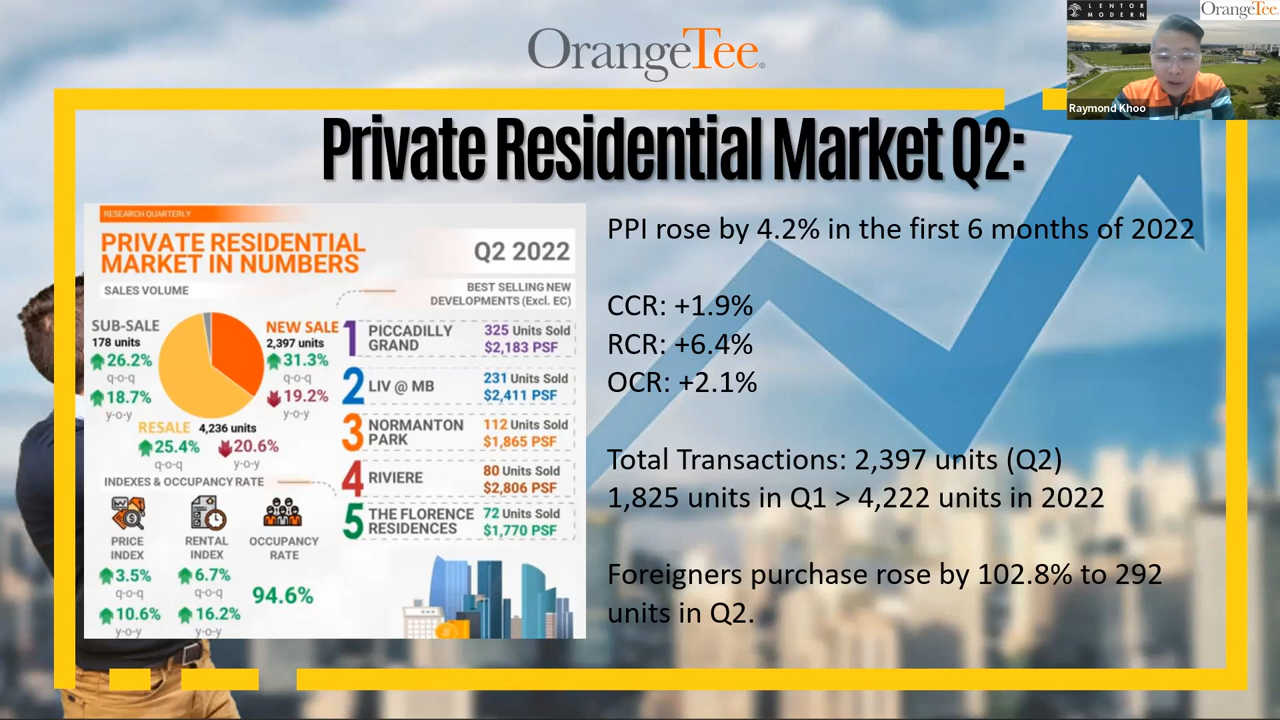 LENTOR
MODERN
OrangeTee
Raymond Khoo
OrangeTee
Private Residential Market Q2:
RESEARCH QUARTERLY
PRIVATE RESIDENTIAL
MARKET IN NUMBERS
Q2 2022
SALES VOLUME
BEST SELLING NEW
DEVELOPMENTS (Excl. EC)
SUB-SALE
178 units
26.2%
q-o-q
18.7%
y-o-y
NEW SALE
2,397 units
31.3%
q-o-q
19.2%
y-o-y
RESALE 4,236 units
25.4% 20.6%
q-o-q y-o-y
1 PICCADILLY GRAND 325 Units Sold
$2,183 PSF
2 LIV @ MB 231 Units Sold
$2,411 PSF
3 NORMANTON PARK 112 Units Sold
$1,865 PSF
4 RIVIERE 80 Units Sold
$2,806 PSF
5 THE FLORENCE RESIDENCES 72 Units Sold
$1,770 PSF
INDEXES & OCCUPANCY RATE
PRICE
INDEX
3.5%
q-o-q
10.6%
y-o-y
RENTAL
INDEX
6.7%
q-o-q
16.2%
y-o-y
OCCUPANCY
RATE
94.6%
PPI rose by 4.2% in the first 6 months of 2022
CCR: +1.9%
RCR: +6.4%
OCR: +2.1%
Total Transactions: 2,397 units (Q2)
1,825 units in Q1 > 4,222 units in 2022
Foreigners purchase rose by 102.8% to 292
units in Q2.